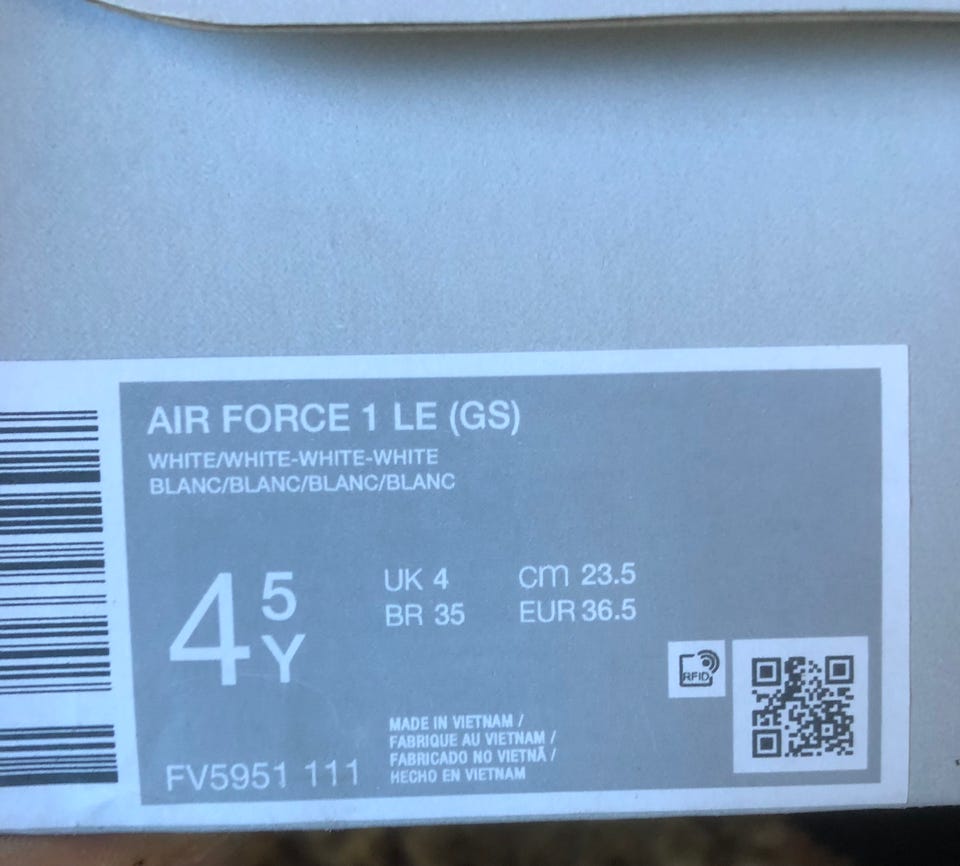 AIR FORCE 1 LE (GS)
WHITE/WHITE-WHITE-WHITE
BLANC/BLANC/BLANC/BLANC
4 5 Y
UK 4 cm 23.5
BR 35 EUR 36.5
RFID
MADE IN VIETNAM /
FABRIQUE AU VIETNAM /
FABRICADO NO VIETNÃ /
HECHO EN VIETNAM
FV5951 111